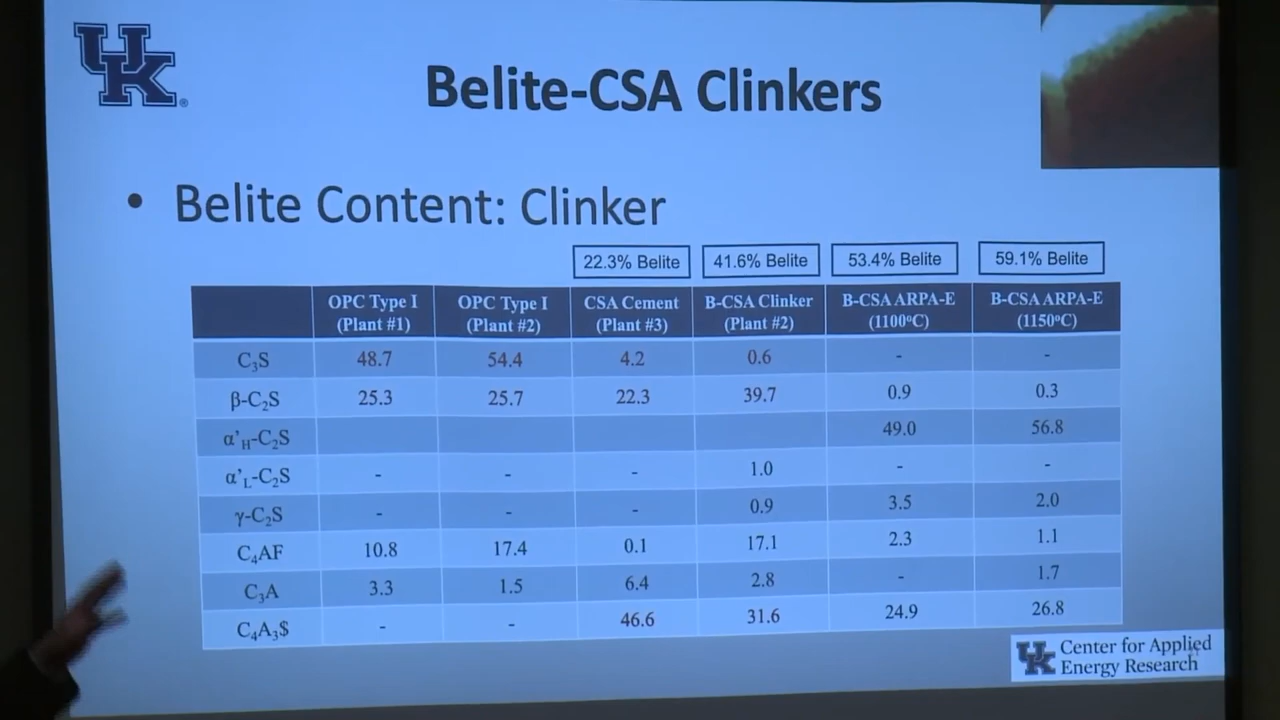 UK®
Belite-CSA Clinkers
• Belite Content: Clinker
22.3% Belite 41.6% Belite 53.4% Belite 59.1% Belite
OPC Type I (Plant #1) OPC Type I (Plant #2) CSA Cement (Plant #3) B-CSA Clinker (Plant #2) B-CSA ARPA-E (1100ºC) B-CSA ARPA-E (1150ºC)
C₃S 48.7 54.4 4.2 0.6 - -
β-C₂S 25.3 25.7 22.3 39.7 0.9 0.3
α'H-C₂S 49.0 56.8
α'L-C₂S - - - 1.0 - -
γ-C₂S - - - 0.9 3.5 2.0
C₄AF 10.8 17.4 0.1 17.1 2.3 1.1
C₃A 3.3 1.5 6.4 2.8 - 1.7
C₄A₃$ - - 46.6 31.6 24.9 26.8
UK Center for Applied
Energy Research